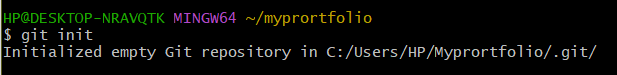 HP@DESKTOP-NRAVQTK MINGW64 ~/myprortfolio
$ git init
Initialized empty Git repository in C:/Users/HP/Myprortfolio/.git/